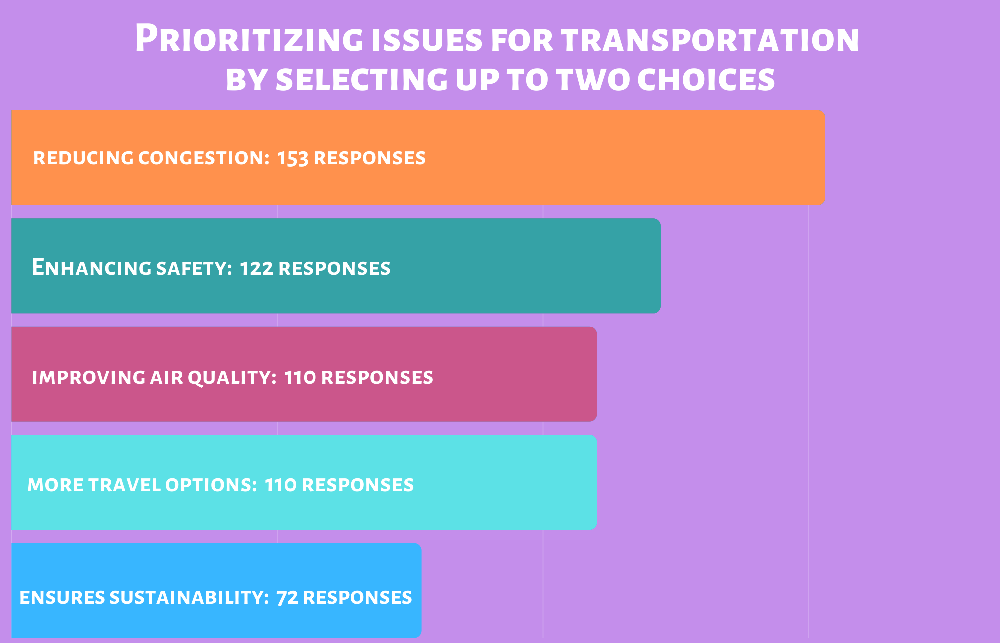 Prioritizing issues for transportation
by selecting up to two choices
reducing congestion: 153 responses
Enhancing safety: 122 responses
improving air quality: 110 responses
more travel options: 110 responses
ensures sustainability: 72 responses